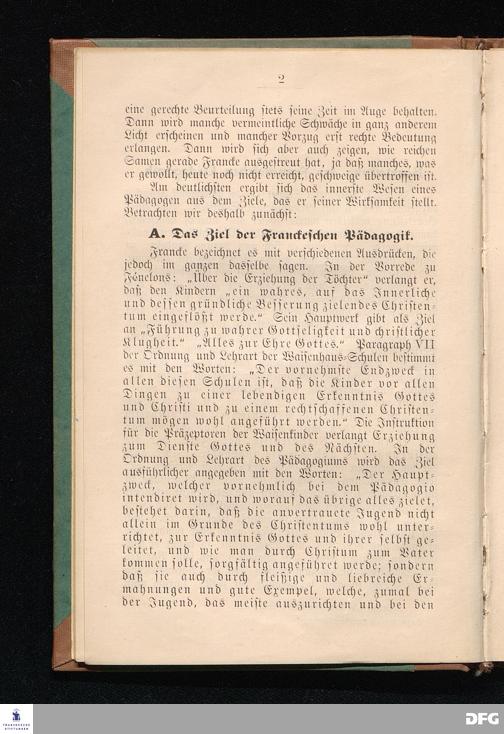 2
eine gerechte Beurteilung stets seine Zeit im Auge behalten.
Dann wird manche vermeintliche Schwäche in ganz anderem
Licht erscheinen und mancher Vorzug erst rechte Bedeutung
erlangen. Dann wird sich aber auch zeigen, wie reichen
Samen gerade Francke ausgestreut hat, ja daß manches, was
er gewollt, heute noch nicht erreicht, geschweige übertroffen ist.
Am deutlichsten ergibt sich das innerste Wesen eines
Pädagogen aus dem Ziele, das er seiner Wirksamkeit stellt.
Betrachten wir deshalb zunächst:
A. Das Ziel der Franckeschen Pädagogik.
Francke bezeichnet es mit verschiedenen Ausdrücken, die
jedoch im ganzen dasselbe sagen. In der Vorrede zu
Fénelons: „Über die Erziehung der Töchter“ verlangt er,
daß den Kindern „ein wahres, auf das Innerliche
und dessen gründliche Besserung zielendes Christen-
tum eingeflößt werde.“ Sein Hauptwerk gibt als Ziel
an „Führung zu wahrer Gottseligkeit und christlicher
Klugheit.“ „Alles zur Ehre Gottes.“ Paragraph VII
der Ordnung und Lehrart der Waisenhaus-Schulen bestimmt
es mit den Worten: „Der vornehmste Endzweck in
allen diesen Schulen ist, daß die Kinder vor allen
Dingen zu einer lebendigen Erkenntnis Gottes
und Christi und zu einem rechtschaffenen Christen-
tum mögen wohl angeführt werden.“ Die Instruktion
für die Präzeptoren der Waisenkinder verlangt Erziehung
zum Dienste Gottes und des Nächsten. In der
Ordnung und Lehrart des Pädagogiums wird das Ziel
ausführlicher angegeben mit den Worten: „Der Haupt-
zweck, welcher vornehmlich bei dem Pädagogio
intendiret wird, und worauf das übrige alles zielet,
bestehet darin, daß die anvertrauete Jugend nicht
allein im Grunde des Christentums wohl unter-
richtet, zur Erkenntnis Gottes und ihrer selbst ge-
leitet, und wie man durch Christum zum Vater
kommen solle, sorgfältig angeführet werde; sondern
daß sie auch durch fleißige und liebreiche Er-
mahnungen und gute Exempel, welche, zumal bei
der Jugend, das meiste auszurichten und bei den
FRANCKESCHE
STIFTUNGEN
DFG